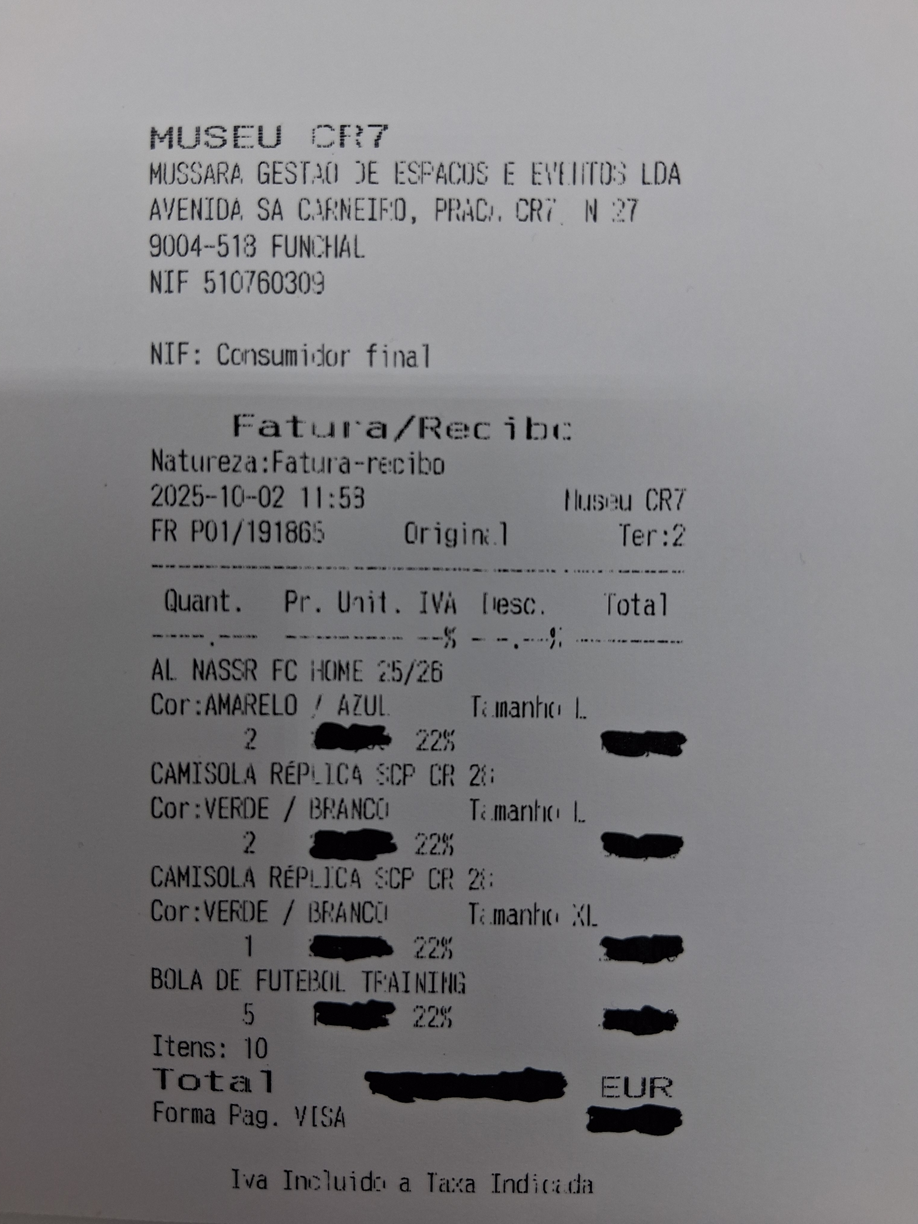 MUSEU CR7
MUSSARA GESTAO DE ESPACOS E EVENTOS LDA
AVENIDA SA CARNEIRO, PRACA CR7, N 27
9004-518 FUNCHAL
NIF 510760309
NIF: Consumidor final
Fatura/Recibo
Natureza:Fatura-recibo
2025-10-02 11:53 Museu CR7
FR P01/191865 Original Ter:2
Quant. Pr. Unit. IVA Desc. Total
AL NASSR FC HOME 25/26
Cor:AMARELO / AZUL Tamanho L
2 22%
CAMISOLA RÉPLICA SCP CR
Cor:VERDE / BRANCO Tamanho L
2 22%
CAMISOLA RÉPLICA SCP CR
Cor:VERDE / BRANCO Tamanho XL
1 22%
BOLA DE FUTEBOL TRAINING
5 22%
Itens: 10
Total EUR
Forma Pag. VISA
Iva Incluido a Taxa Indicada